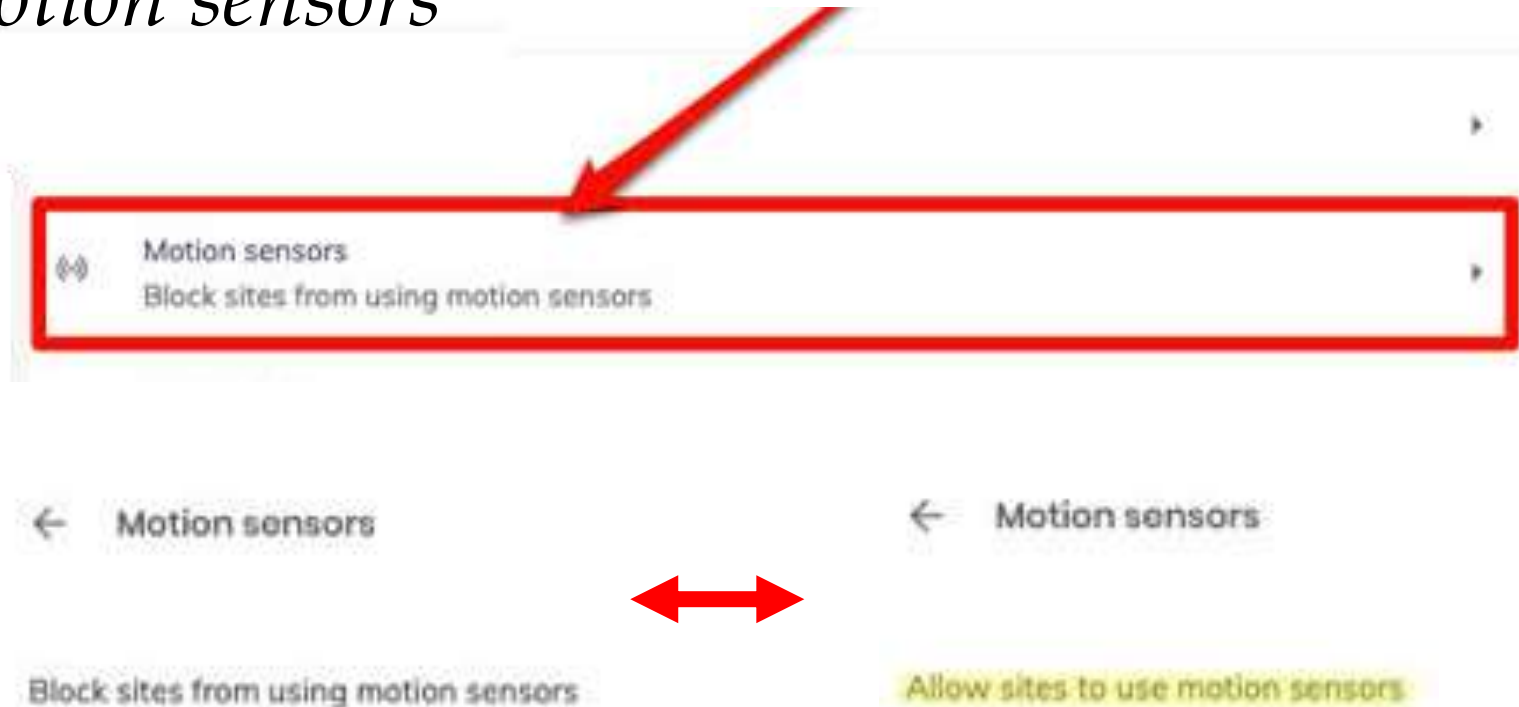 otion sensors
Motion sensors
Block sites from using motion sensors
Motion sensors
Block sites from using motion sensors
Motion sensors
Allow sites to use motion sensors